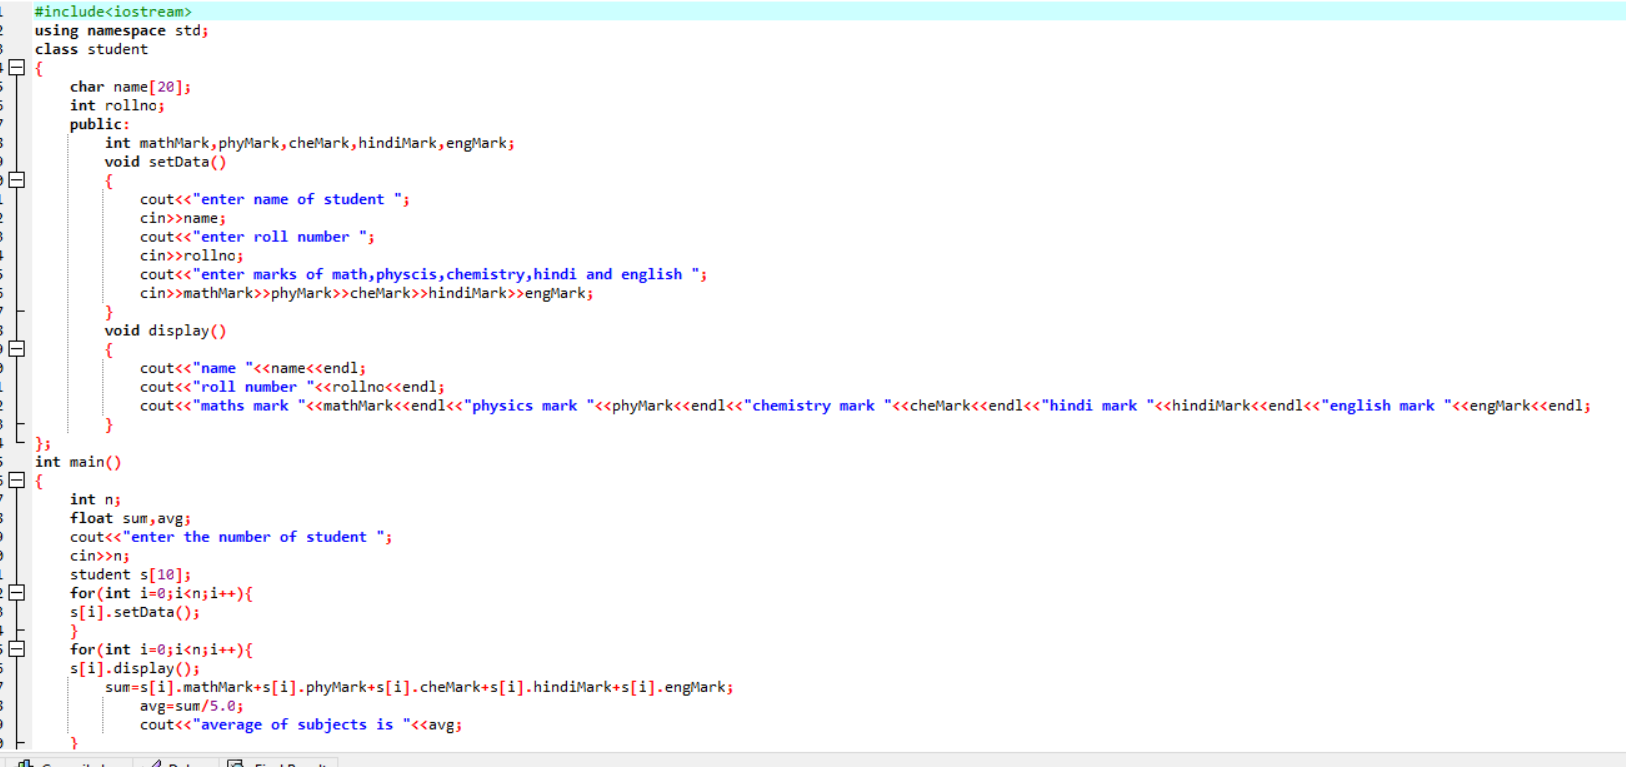 #include<iostream>
using namespace std;
class student
{
char name[20];
int rollno;
public:
int mathMark,phyMark,cheMark,hindiMark,engMark;
void setData()
{
cout<<"enter name of student ";
cin>>name;
cout<<"enter roll number ";
cin>>rollno;
cout<<"enter marks of math,physcis,chemistry,hindi and english ";
cin>>mathMark>>phyMark>>cheMark>>hindiMark>>engMark;
}
void display()
{
cout<<"name "<<name<<endl;
cout<<"roll number "<<rollno<<endl;
cout<<"maths mark "<<mathMark<<endl<<"physics mark "<<phyMark<<endl<<"chemistry mark "<<cheMark<<endl<<"hindi mark "<<hindiMark<<endl<<"english mark "<<engMark<<endl;
}
};
int main()
{
int n;
float sum,avg;
cout<<"enter the number of student ";
cin>>n;
student s[10];
for(int i=0;i<n;i++){
s[i].setData();
}
for(int i=0;i<n;i++){
s[i].display();
sum=s[i].mathMark+s[i].phyMark+s[i].cheMark+s[i].hindiMark+s[i].engMark;
avg=sum/5.0;
cout<<"average of subjects is "<<avg;
}